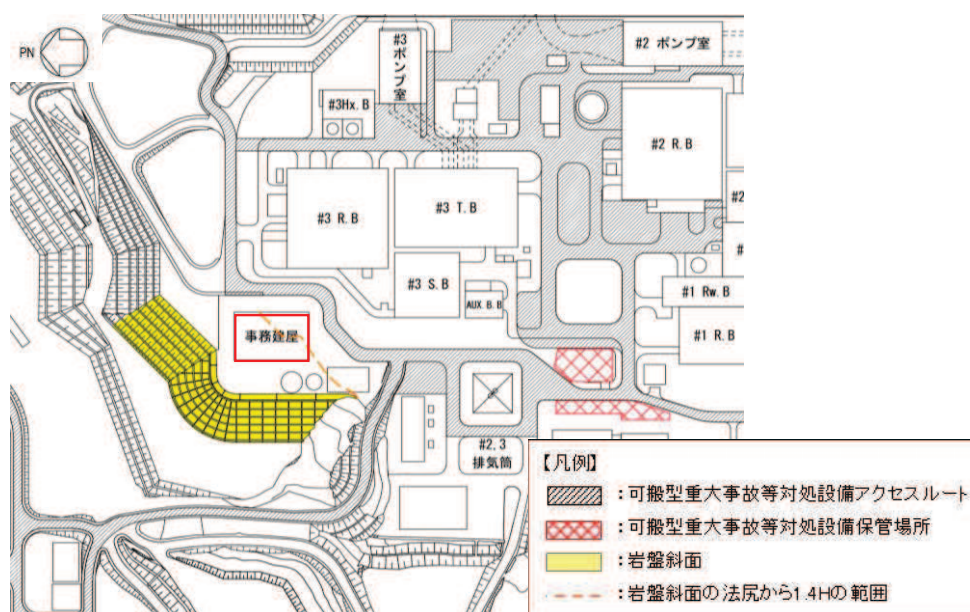 PN
#3 ポンプ室
#2 ポンプ室
#3Hx.B
#2 R.B
#3 R.B
#3 T.B
#2
#3 S.B
AUX.B.B
#1 Rw.B
#1 R.B
事務建屋
#2,3
排気筒
【凡例】
:可搬型重大事故等対処設備アクセスルート
:可搬型重大事故等対処設備保管場所
:岩盤斜面
:岩盤斜面の法尻から1.4Hの範囲